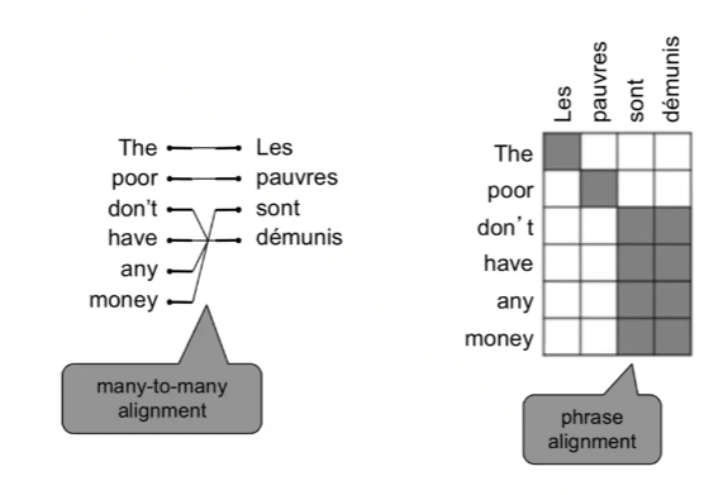 The Les
poor pauvres
don't sont
have démunis
any
money
many-to-many
alignment
Les
pauvres
sont
démunis
The
poor
don't
have
any
money
phrase
alignment